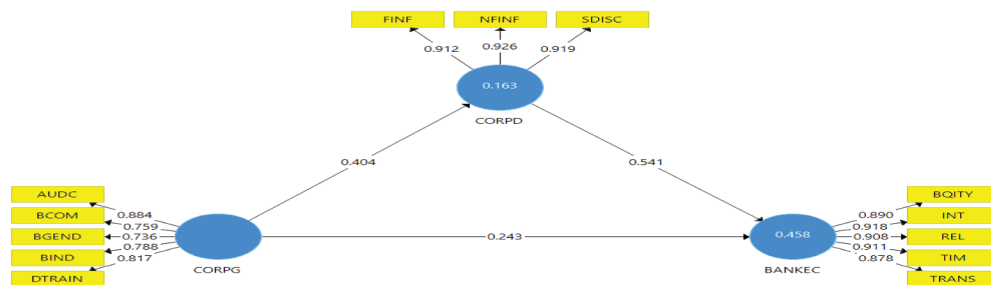 FINF NFINF SDISC
0.912 0.926 0.919
0.163
CORPD
0.404 0.541
AUDC
BCOM
BGEND
BIND
DTRAIN
0.884
0.759
0.736
0.788
0.817
CORPG
0.243
0.458
BANKEC
0.890
0.918
0.908
0.911
0.878
BQITY
INT
REL
TIM
TRANS